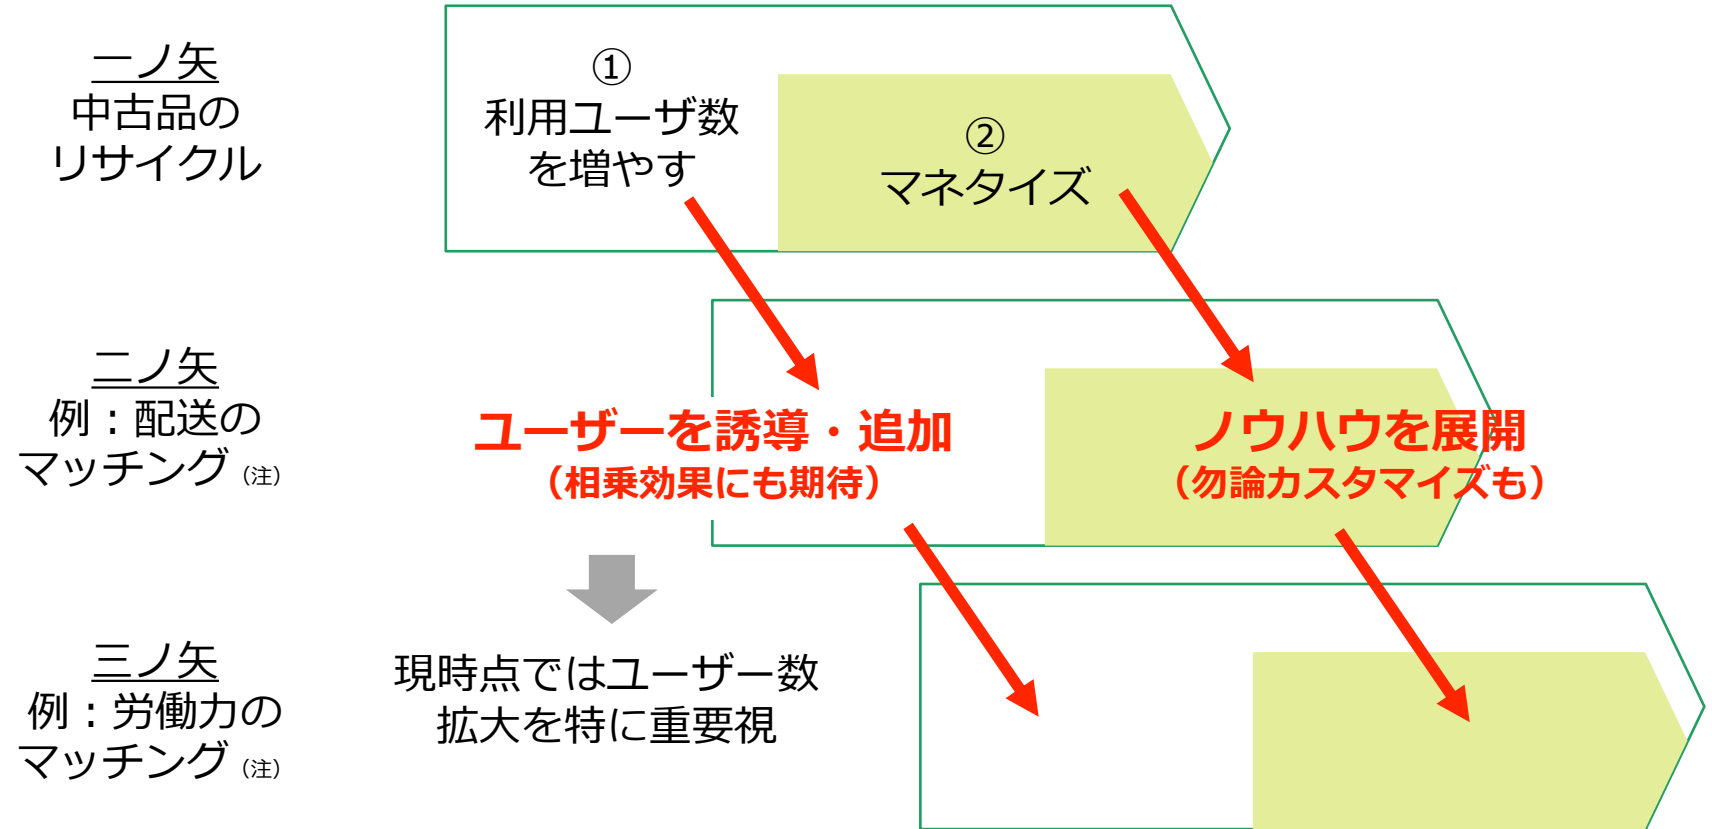 一ノ矢
中古品の
リサイクル
①
利用ユーザ数
を増やす
②
マネタイズ
二ノ矢
例：配送の
マッチング（注）
ユーザーを誘導・追加
（相乗効果にも期待）
ノウハウを展開
（勿論カスタマイズも）
三ノ矢
例：労働力の
マッチング（注）
現時点ではユーザー数
拡大を特に重要視